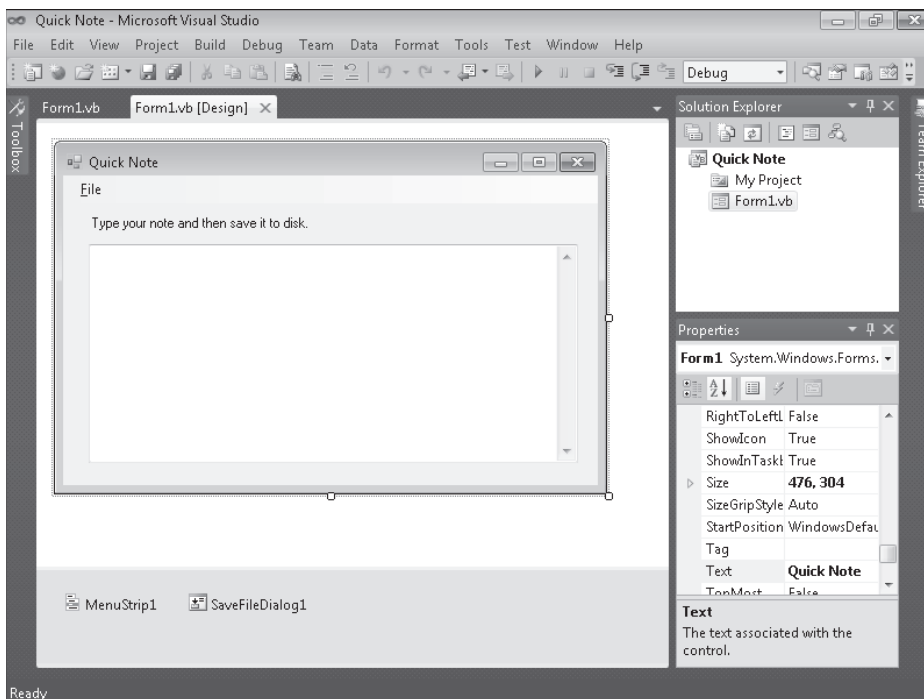 Quick Note - Microsoft Visual Studio
File Edit View Project Build Debug Team Data Format Tools Test Window Help
Debug
Toolbox
Form1.vb
Form1.vb [Design]
Quick Note
File
Type your note and then save it to disk.
MenuStrip1
SaveFileDialog1
Solution Explorer
Quick Note
My Project
Form1.vb
Team Explorer
Properties
Form1 System.Windows.Forms.
RightToLeftL False
ShowIcon True
ShowInTaskb True
Size 476, 304
SizeGripStyle Auto
StartPosition WindowsDefau
Tag
Text Quick Note
TopMost False
Text
The text associated with the
control.
Ready